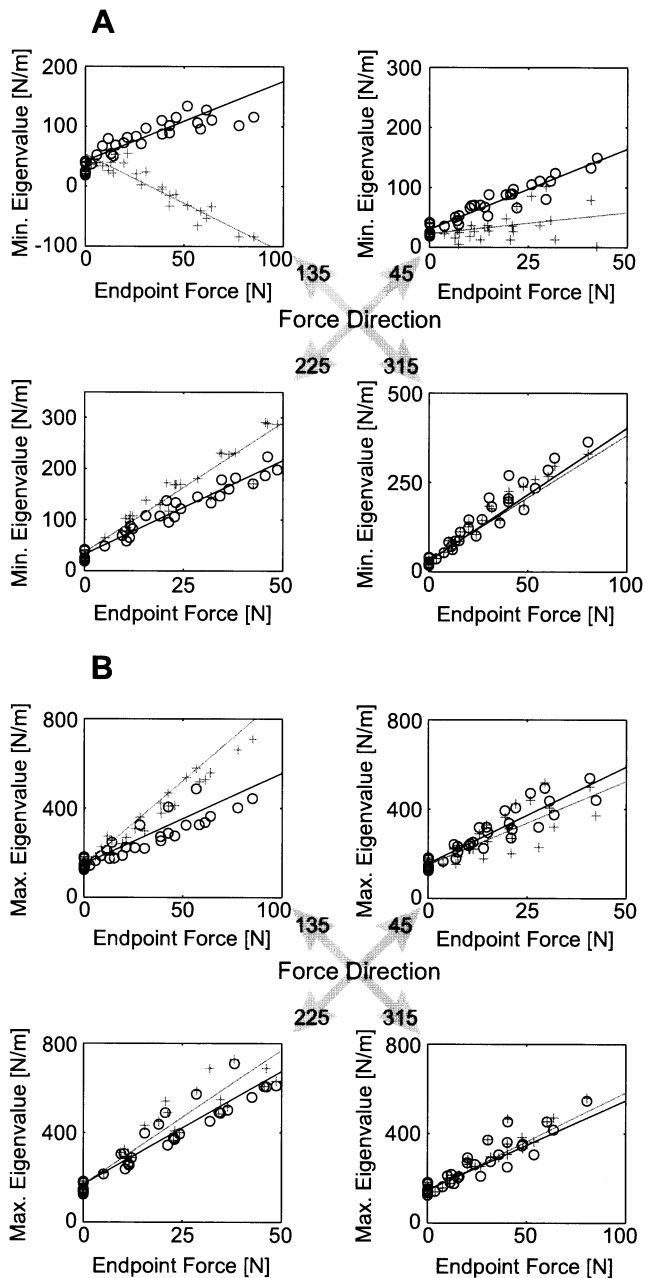 A
Min. Eigenvalue [N/m]
200
100
0
-100
0
50
100
Endpoint Force [N]
Min. Eigenvalue [N/m]
300
200
100
0
0
25
50
Endpoint Force [N]
135
45
Force Direction
225
315
Min. Eigenvalue [N/m]
300
200
100
0
0
25
50
Endpoint Force [N]
Min. Eigenvalue [N/m]
500
250
0
0
50
100
Endpoint Force [N]
B
Max. Eigenvalue [N/m]
800
400
0
0
50
100
Endpoint Force [N]
Max. Eigenvalue [N/m]
800
400
0
0
25
50
Endpoint Force [N]
135
45
Force Direction
225
315
Max. Eigenvalue [N/m]
800
400
0
0
25
50
Endpoint Force [N]
Max. Eigenvalue [N/m]
800
400
0
0
50
100
Endpoint Force [N]